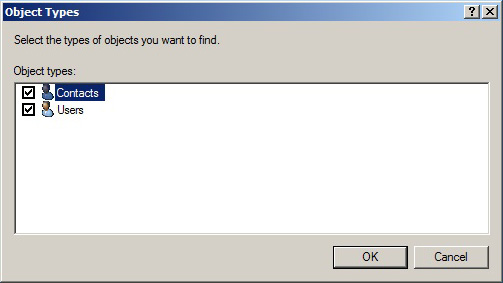 Object Types
Select the types of objects you want to find.
Object types:
Contacts
Users
OK Cancel